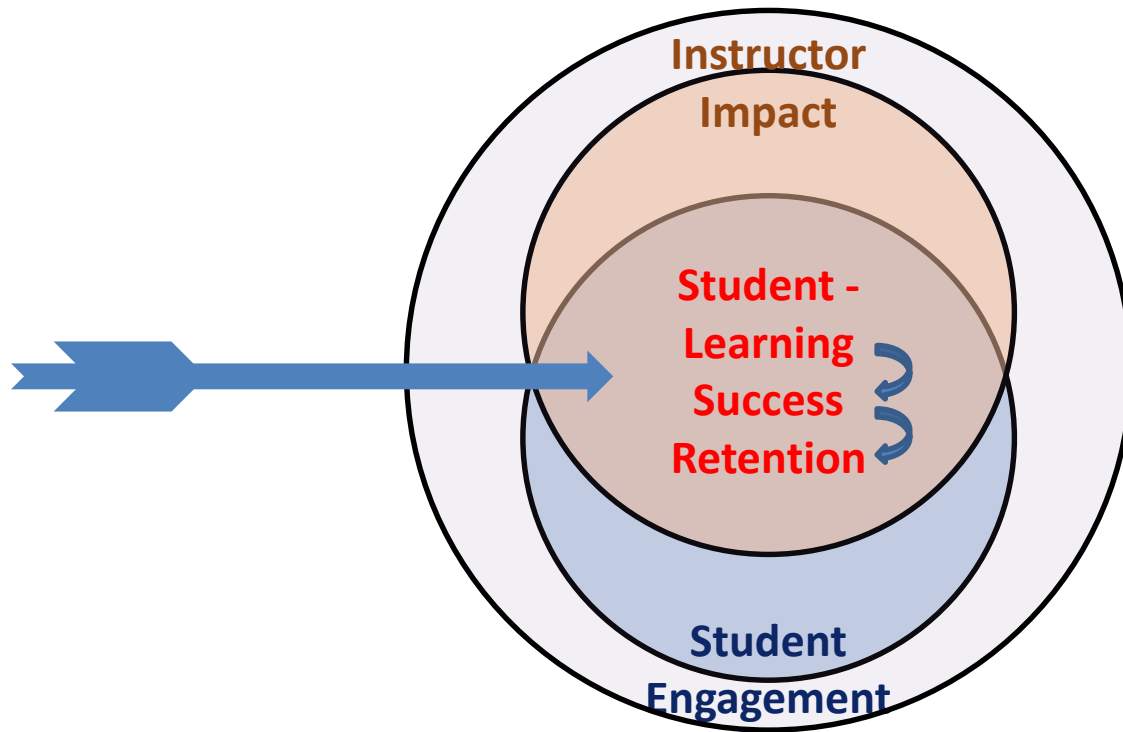 Instructor
Impact
Student -
Learning
Success
Retention
Student
Engagement